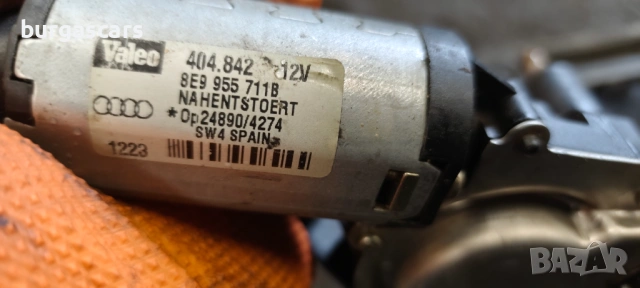 burgascars
Valeo
404.842 12V
8E9 955 711B
NAHENTSTOERT
*Op24890/4274
SW4 SPAIN
1223
BAZAR